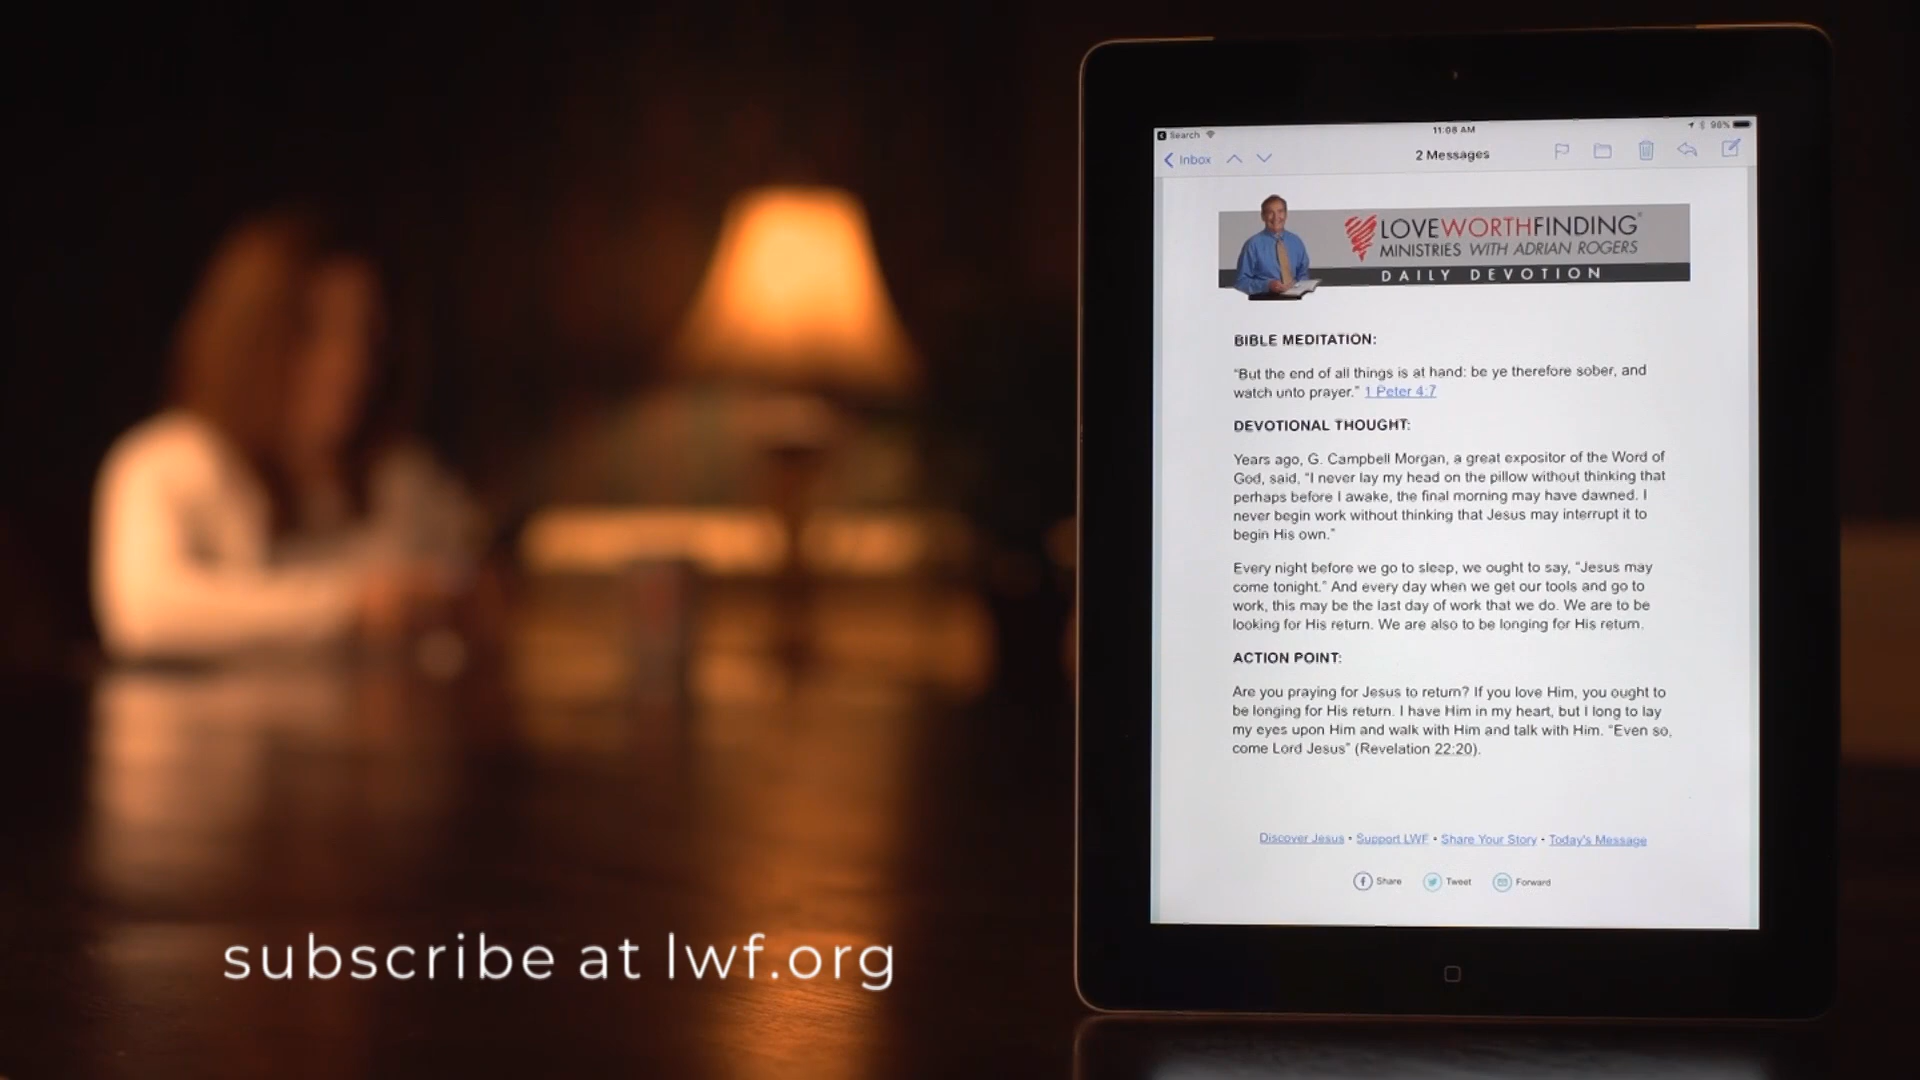 Search
11:08 AM
96%
Inbox
2 Messages
LOVEWORTHFINDING®
MINISTRIES WITH ADRIAN ROGERS
DAILY DEVOTION
BIBLE MEDITATION:
“But the end of all things is at hand: be ye therefore sober, and
watch unto prayer.” 1 Peter 4:7
DEVOTIONAL THOUGHT:
Years ago, G. Campbell Morgan, a great expositor of the Word of
God, said, “I never lay my head on the pillow without thinking that
perhaps before I awake, the final morning may have dawned. I
never begin work without thinking that Jesus may interrupt it to
begin His own.”
Every night before we go to sleep, we ought to say, “Jesus may
come tonight.” And every day when we get our tools and go to
work, this may be the last day of work that we do. We are to be
looking for His return. We are also to be longing for His return.
ACTION POINT:
Are you praying for Jesus to return? If you love Him, you ought to
be longing for His return. I have Him in my heart, but I long to lay
my eyes upon Him and walk with Him and talk with Him. “Even so,
come Lord Jesus” (Revelation 22:20).
Discover Jesus • Support LWF • Share Your Story • Today's Message
Share Tweet Forward
subscribe at lwf.org